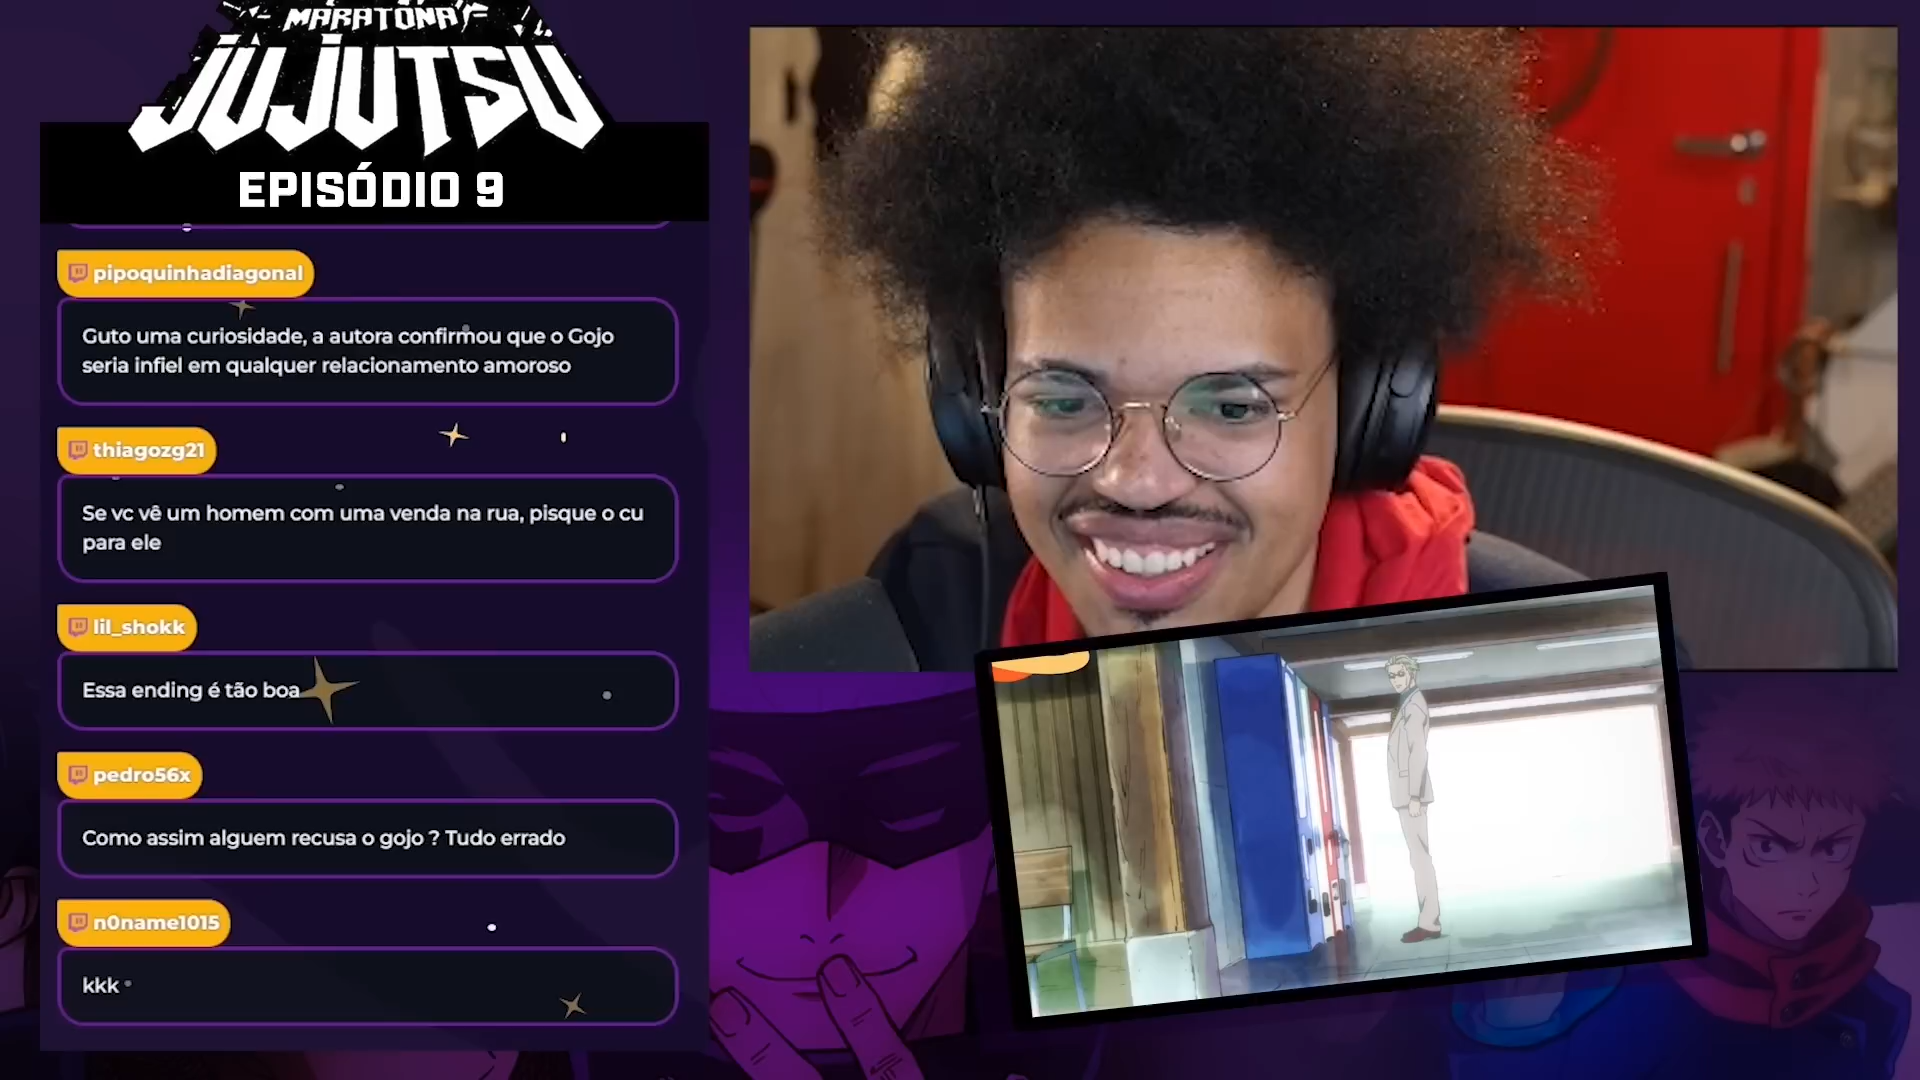 MARATONA
JUJUTSU
EPISÓDIO 9
pipoquinhadiagonal
Guto uma curiosidade, a autora confirmou que o Gojo
seria infiel em qualquer relacionamento amoroso
thiagozg21
Se vc vê um homem com uma venda na rua, pisque o cu
para ele
lil_shokk
Essa ending é tão boa
pedro56x
Como assim alguem recusa o gojo ? Tudo errado
n0name1015
kkk